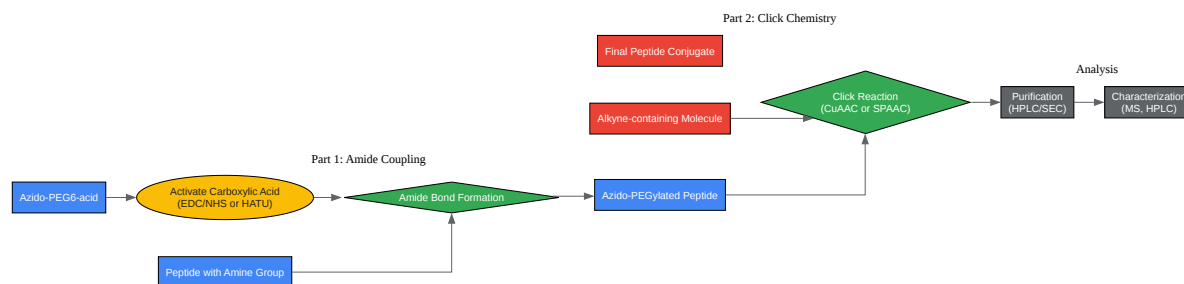 Part 2: Click Chemistry
Final Peptide Conjugate
Analysis
Click Reaction
(CuAAC or SPAAC)
Purification
(HPLC/SEC)
Characterization
(MS, HPLC)
Alkyne-containing Molecule
Part 1: Amide Coupling
Azido-PEG6-acid
Activate Carboxylic Acid
(EDC/NHS or HATU)
Amide Bond Formation
Azido-PEGylated Peptide
Peptide with Amine Group